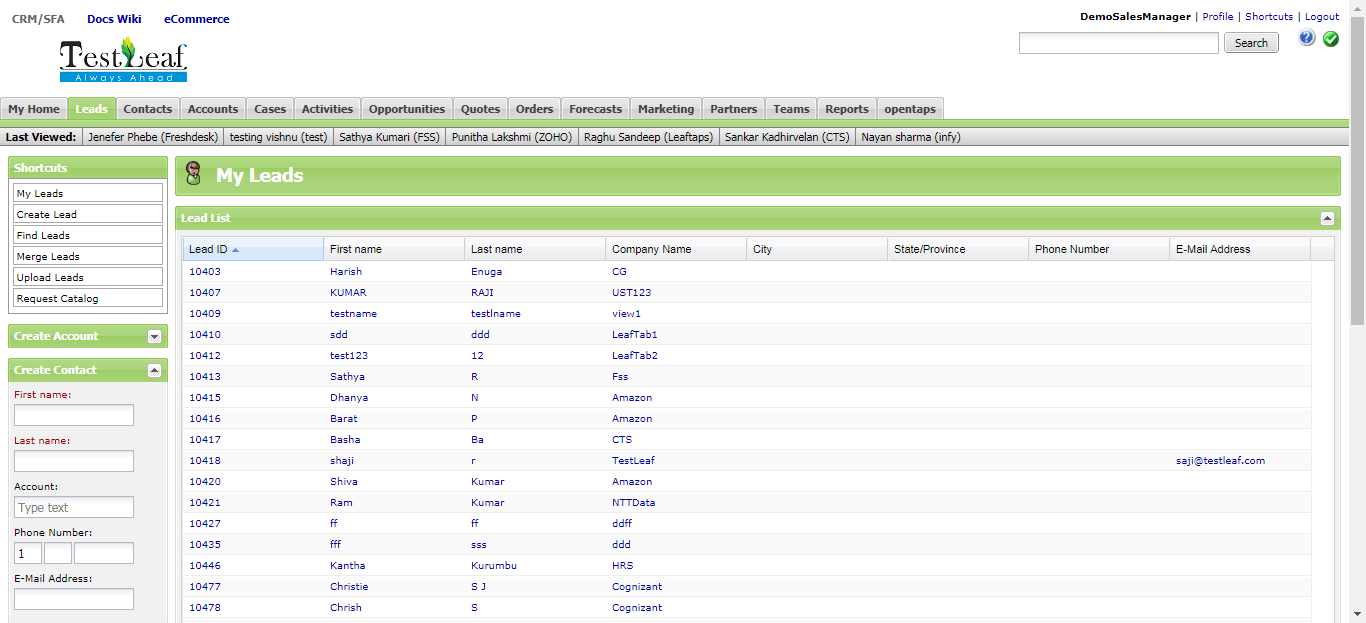 CRM/SFA Docs Wiki eCommerce
DemoSalesManager | Profile | Shortcuts | Logout
TestLeaf
Always Ahead
Search
My Home Leads Contacts Accounts Cases Activities Opportunities Quotes Orders Forecasts Marketing Partners Teams Reports opentaps
Last Viewed: Jenefer Phebe (Freshdesk) testing vishnu (test) Sathya Kumari (FSS) Punitha Lakshmi (ZOHO) Raghu Sandeep (Leaftaps) Sankar Kadhirvelan (CTS) Nayan sharma (infy)
Shortcuts
My Leads
Create Lead
Find Leads
Merge Leads
Upload Leads
Request Catalog
Create Account
Create Contact
First name:
Last name:
Account:
Type text
Phone Number:
1
E-Mail Address:
My Leads
Lead List
Lead ID First name Last name Company Name City State/Province Phone Number E-Mail Address
10403 Harish Enuga CG
10407 KUMAR RAJI UST123
10409 testname testlname view1
10410 sdd ddd LeafTab1
10412 test123 12 LeafTab2
10413 Sathya R Fss
10415 Dhanya N Amazon
10416 Barat P Amazon
10417 Basha Ba CTS
10418 shaji r TestLeaf saji@testleaf.com
10420 Shiva Kumar Amazon
10421 Ram Kumar NTTData
10427 ff ff ddff
10435 fff sss ddd
10446 Kantha Kurumbu HRS
10477 Christie S J Cognizant
10478 Chrish S Cognizant